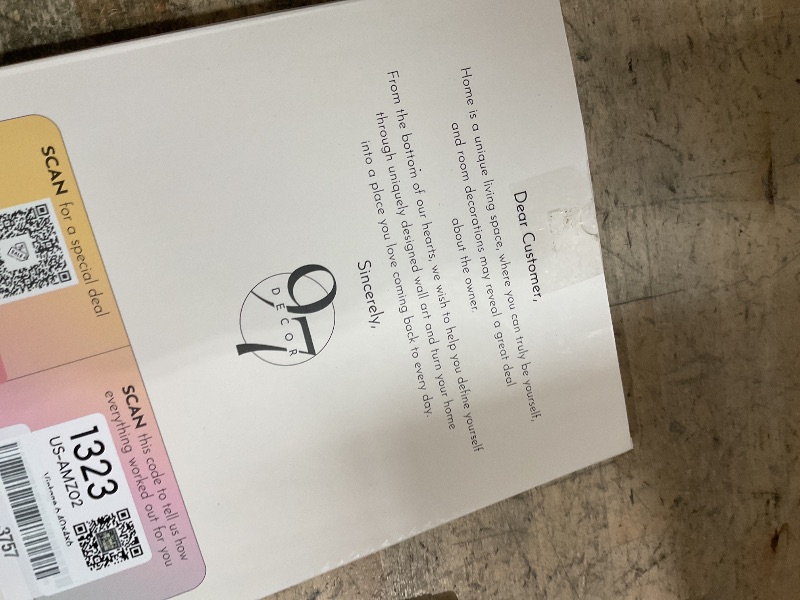 Dear Customer,
Home is a unique living space, where you can truly be yourself,
and room decorations may reveal a great deal
about the owner.
From the bottom of our hearts, we wish to help you define yourself
through uniquely designed wall art and turn your home
into a place you love coming back to every day.
Sincerely,
97
DECOR
SCAN for a special deal
SCAN this code to tell us how
everything worked out for you
1323
US-AMZ02
3757